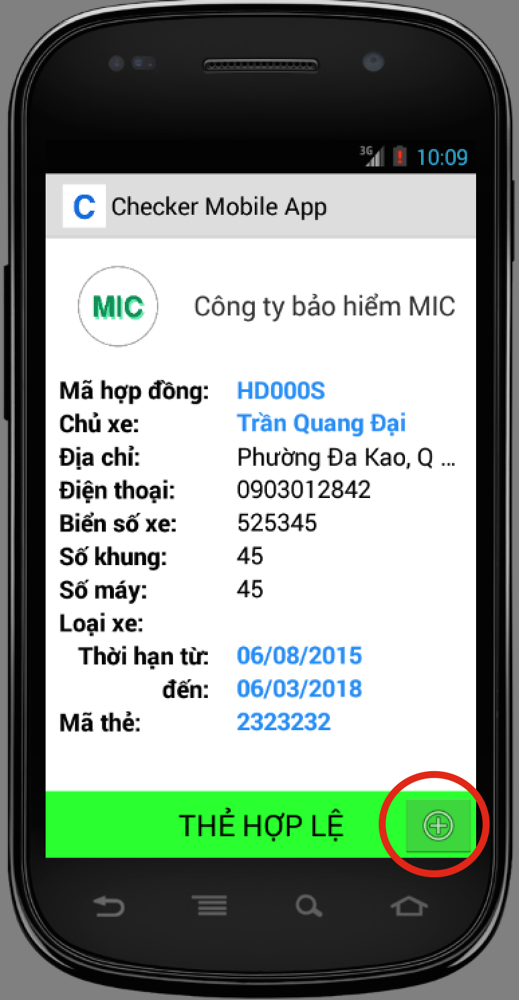 3G 10:09
C Checker Mobile App
MIC Công ty bảo hiểm MIC
Mã hợp đồng: HD000S
Chủ xe: Trần Quang Đại
Địa chỉ: Phường Đa Kao, Q ...
Điện thoại: 0903012842
Biển số xe: 525345
Số khung: 45
Số máy: 45
Loại xe:
Thời hạn từ: 06/08/2015
đến: 06/03/2018
Mã thẻ: 2323232
THẺ HỢP LỆ